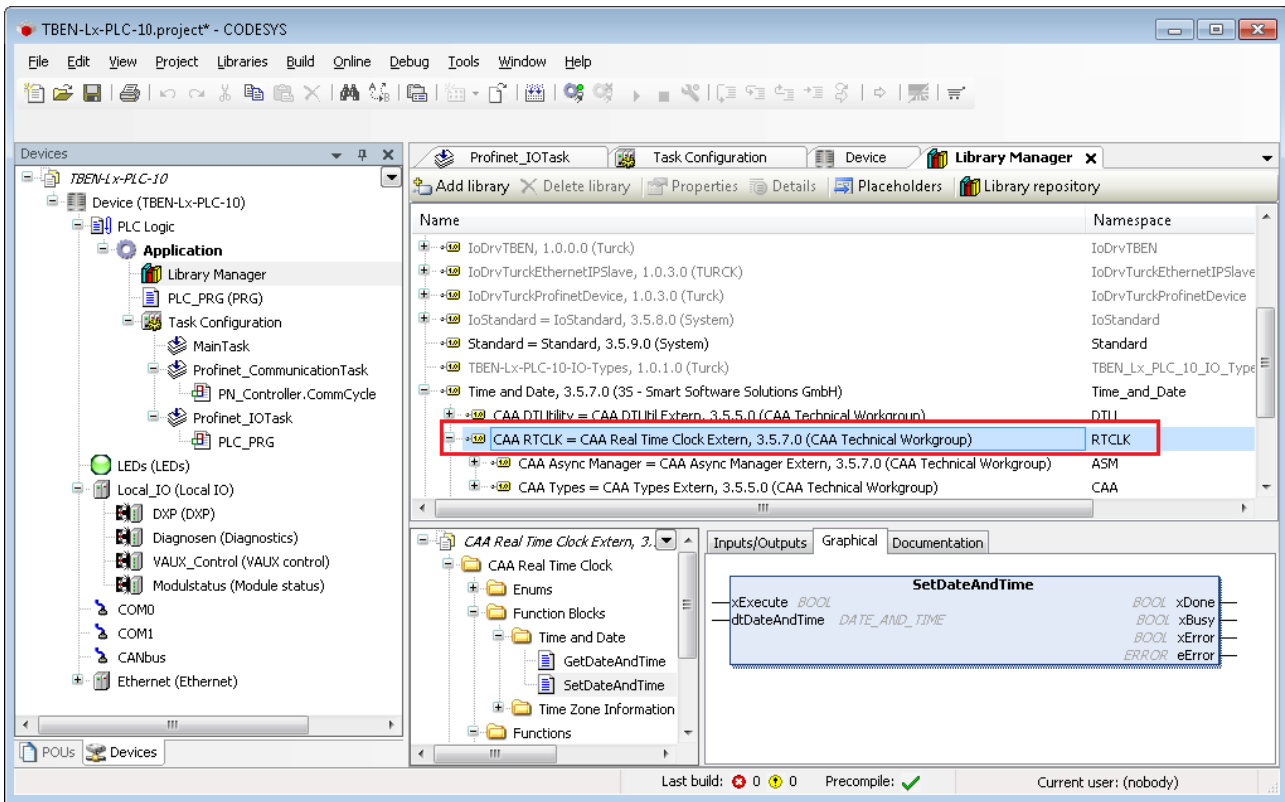 TBEN-Lx-PLC-10.project* - CODESYS
File Edit View Project Libraries Build Online Debug Tools Window Help
Devices
TBEN-Lx-PLC-10
Device (TBEN-Lx-PLC-10)
PLC Logic
Application
Library Manager
PLC_PRG (PRG)
Task Configuration
MainTask
Profinet_CommunicationTask
PN_Controller.CommCycle
Profinet_IOTask
PLC_PRG
LEDs (LEDs)
Local_IO (Local IO)
DXP (DXP)
Diagnosen (Diagnostics)
VAUX_Control (VAUX control)
Modulstatus (Module status)
COM0
COM1
CANbus
Ethernet (Ethernet)
POUs Devices
Profinet_IOTask Task Configuration Device Library Manager
Add library Delete library Properties Details Placeholders Library repository
Name Namespace
IoDrvTBEN, 1.0.0.0 (Turck) IoDrvTBEN
IoDrvTurckEthernetIPSlave, 1.0.3.0 (TURCK) IoDrvTurckEthernetIPSlave
IoDrvTurckProfinetDevice, 1.0.3.0 (Turck) IoDrvTurckProfinetDevice
IoStandard = IoStandard, 3.5.8.0 (System) IoStandard
Standard = Standard, 3.5.9.0 (System) Standard
TBEN-Lx-PLC-10-IO-Types, 1.0.1.0 (Turck) TBEN_Lx_PLC_10_IO_Type
Time and Date, 3.5.7.0 (3S - Smart Software Solutions GmbH) Time_and_Date
CAA DTUtility = CAA DTUtil Extern, 3.5.5.0 (CAA Technical Workgroup) DTU
CAA RTCLK = CAA Real Time Clock Extern, 3.5.7.0 (CAA Technical Workgroup) RTCLK
CAA Async Manager = CAA Async Manager Extern, 3.5.7.0 (CAA Technical Workgroup) ASM
CAA Types = CAA Types Extern, 3.5.5.0 (CAA Technical Workgroup) CAA
CAA Real Time Clock Extern, 3.
CAA Real Time Clock
Enums
Function Blocks
Time and Date
GetDateAndTime
SetDateAndTime
Time Zone Information
Functions
Inputs/Outputs Graphical Documentation
SetDateAndTime
xExecute BOOL BOOL xDone
dtDateAndTime DATE_AND_TIME BOOL xBusy
BOOL xError
ERROR eError
Last build: 0 0 Precompile: Current user: (nobody)